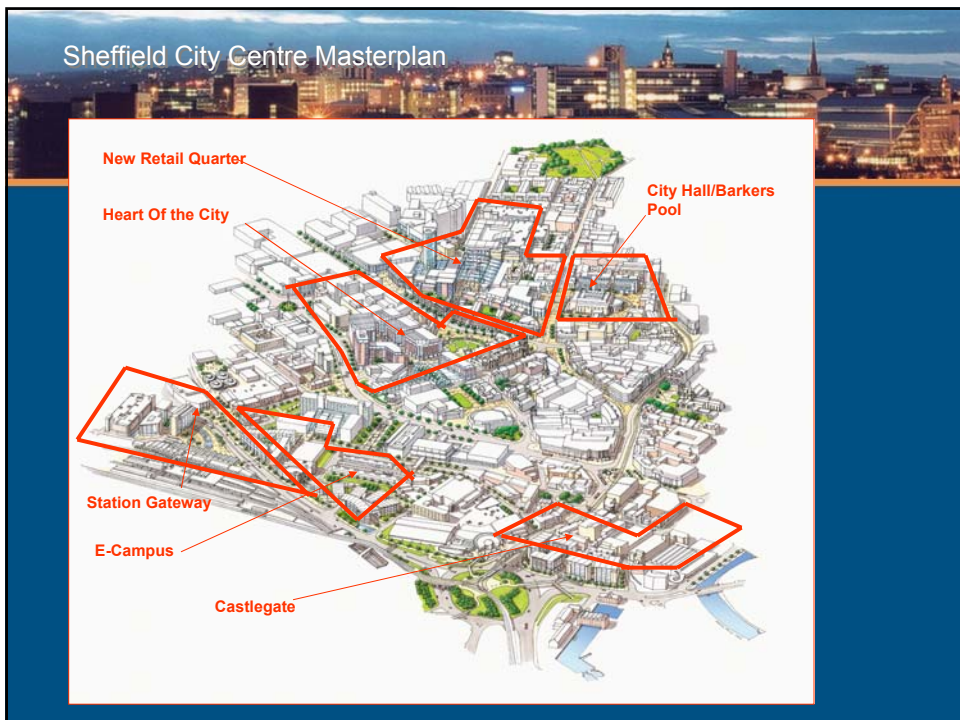 Sheffield City Centre Masterplan
New Retail Quarter
Heart Of the City
City Hall/Barkers
Pool
Station Gateway
E-Campus
Castlegate